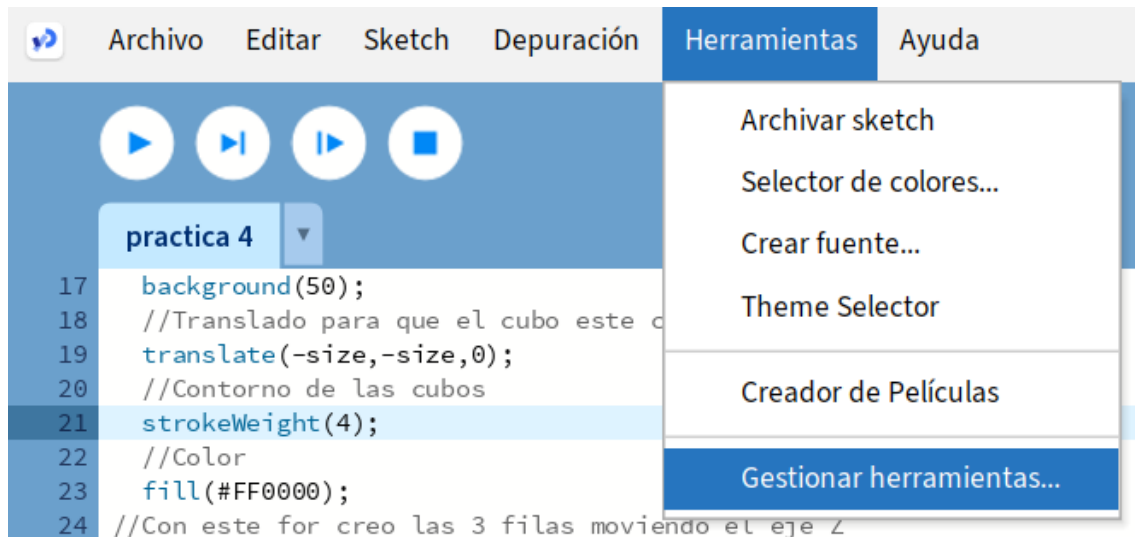 Archivo Editar Sketch Depuración Herramientas Ayuda
Archivar sketch
Selector de colores...
Crear fuente...
Theme Selector
Creador de Películas
Gestionar herramientas...
practica 4
17 background(50);
18 //Translado para que el cubo este
19 translate(-size,-size,0);
20 //Contorno de las cubos
21 strokeWeight(4);
22 //Color
23 fill(#FF0000);
24 //Con este for creo las 3 filas moviendo el eje Z